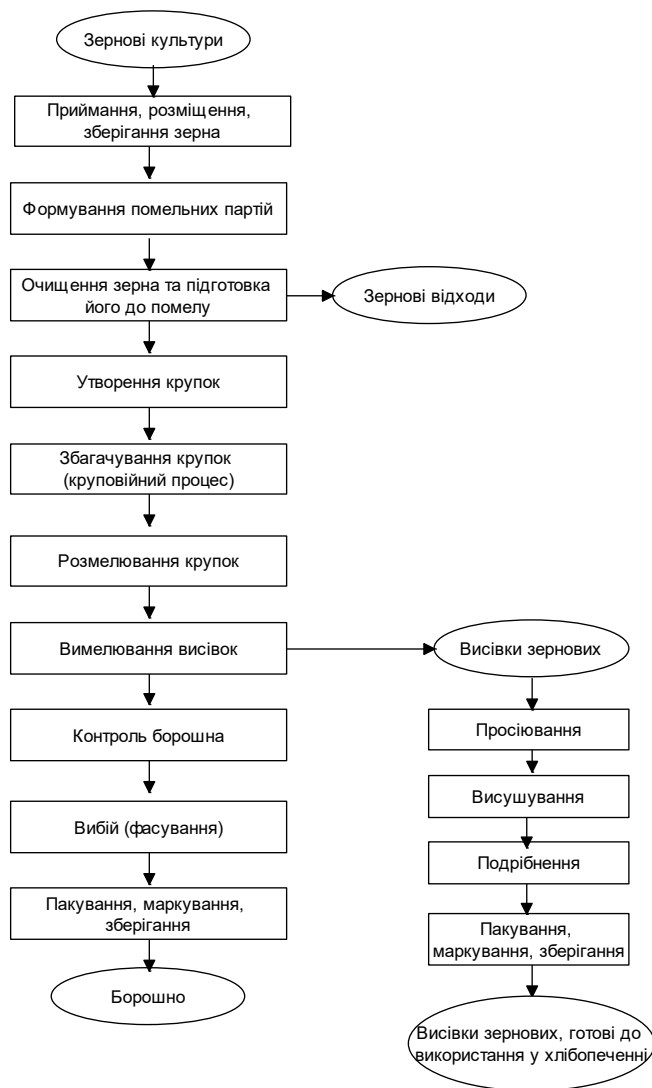 Зернові культури
Приймання, розміщення,
зберігання зерна
Формування помельних партій
Очищення зерна та підготовка
його до помелу
Зернові відходи
Утворення крупок
Збагачування крупок
(круповійний процес)
Розмелювання крупок
Вимелювання висівок
Висівки зернових
Контроль борошна
Вибій (фасування)
Пакування, маркування,
зберігання
Борошно
Просіювання
Висушування
Подрібнення
Пакування,
маркування, зберігання
Висівки зернових, готові до
використання у хлібопеченні